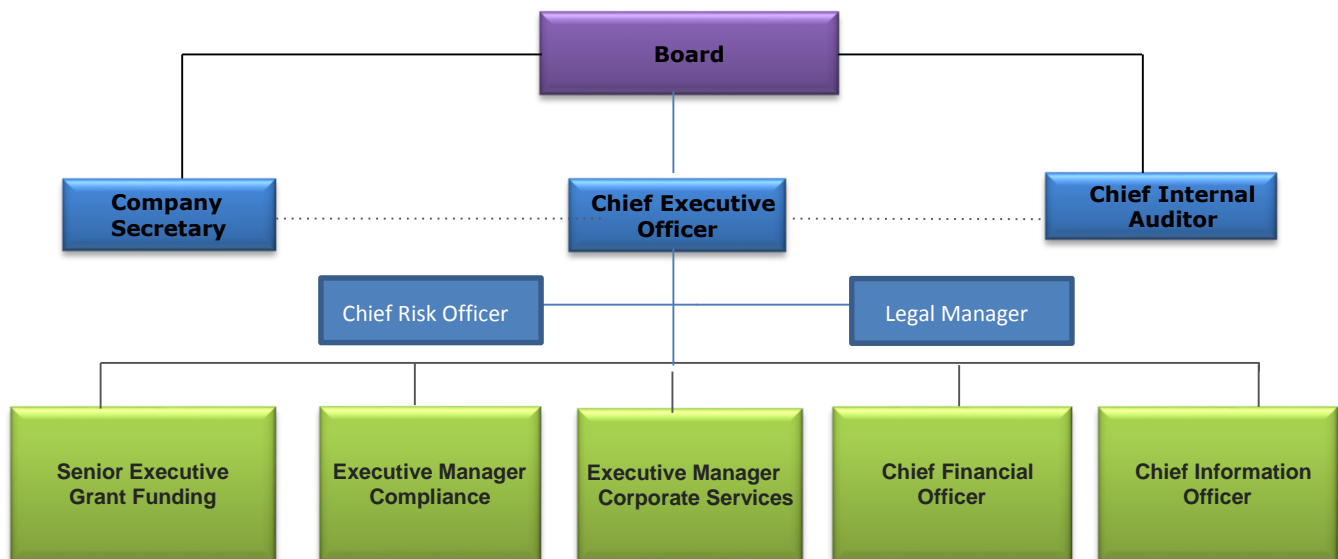 Board
Company
Secretary
Chief Executive
Officer
Chief Internal
Auditor
Chief Risk Officer
Legal Manager
Senior Executive
Grant Funding
Executive Manager
Compliance
Executive Manager
Corporate Services
Chief Financial
Officer
Chief Information
Officer